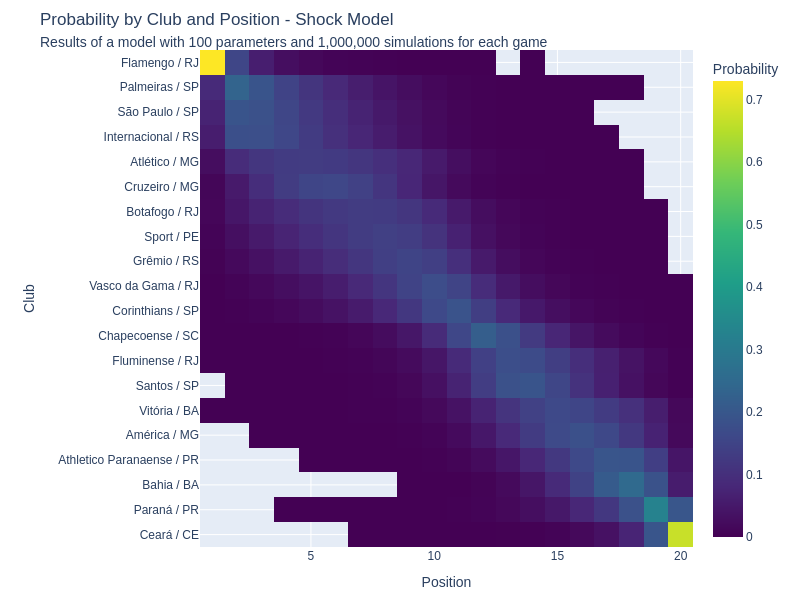 Probability by Club and Position - Shock Model
Results of a model with 100 parameters and 1,000,000 simulations for each game
Probability
Club
Flamengo / RJ
Palmeiras / SP
São Paulo / SP
Internacional / RS
Atlético / MG
Cruzeiro / MG
Botafogo / RJ
Sport / PE
Grêmio / RS
Vasco da Gama / RJ
Corinthians / SP
Chapecoense / SC
Fluminense / RJ
Santos / SP
Vitória / BA
América / MG
Athletico Paranaense / PR
Bahia / BA
Paraná / PR
Ceará / CE
0.7
0.6
0.5
0.4
0.3
0.2
0.1
0
5 10 15 20
Position